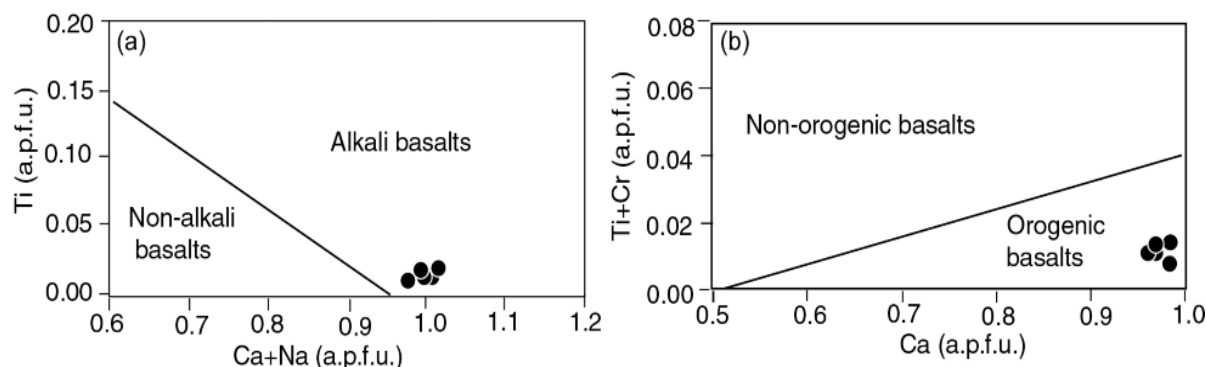 (a)
Ti (a.p.f.u.)
0.20
0.15
0.10
0.05
0.00
Alkali basalts
Non-alkali
basalts
0.6 0.7 0.8 0.9 1.0 1.1 1.2
Ca+Na (a.p.f.u.)
(b)
Ti+Cr (a.p.f.u.)
0.08
0.06
0.04
0.02
0.00
Non-orogenic basalts
Orogenic
basalts
0.5 0.6 0.7 0.8 0.9 1.0
Ca (a.p.f.u.)